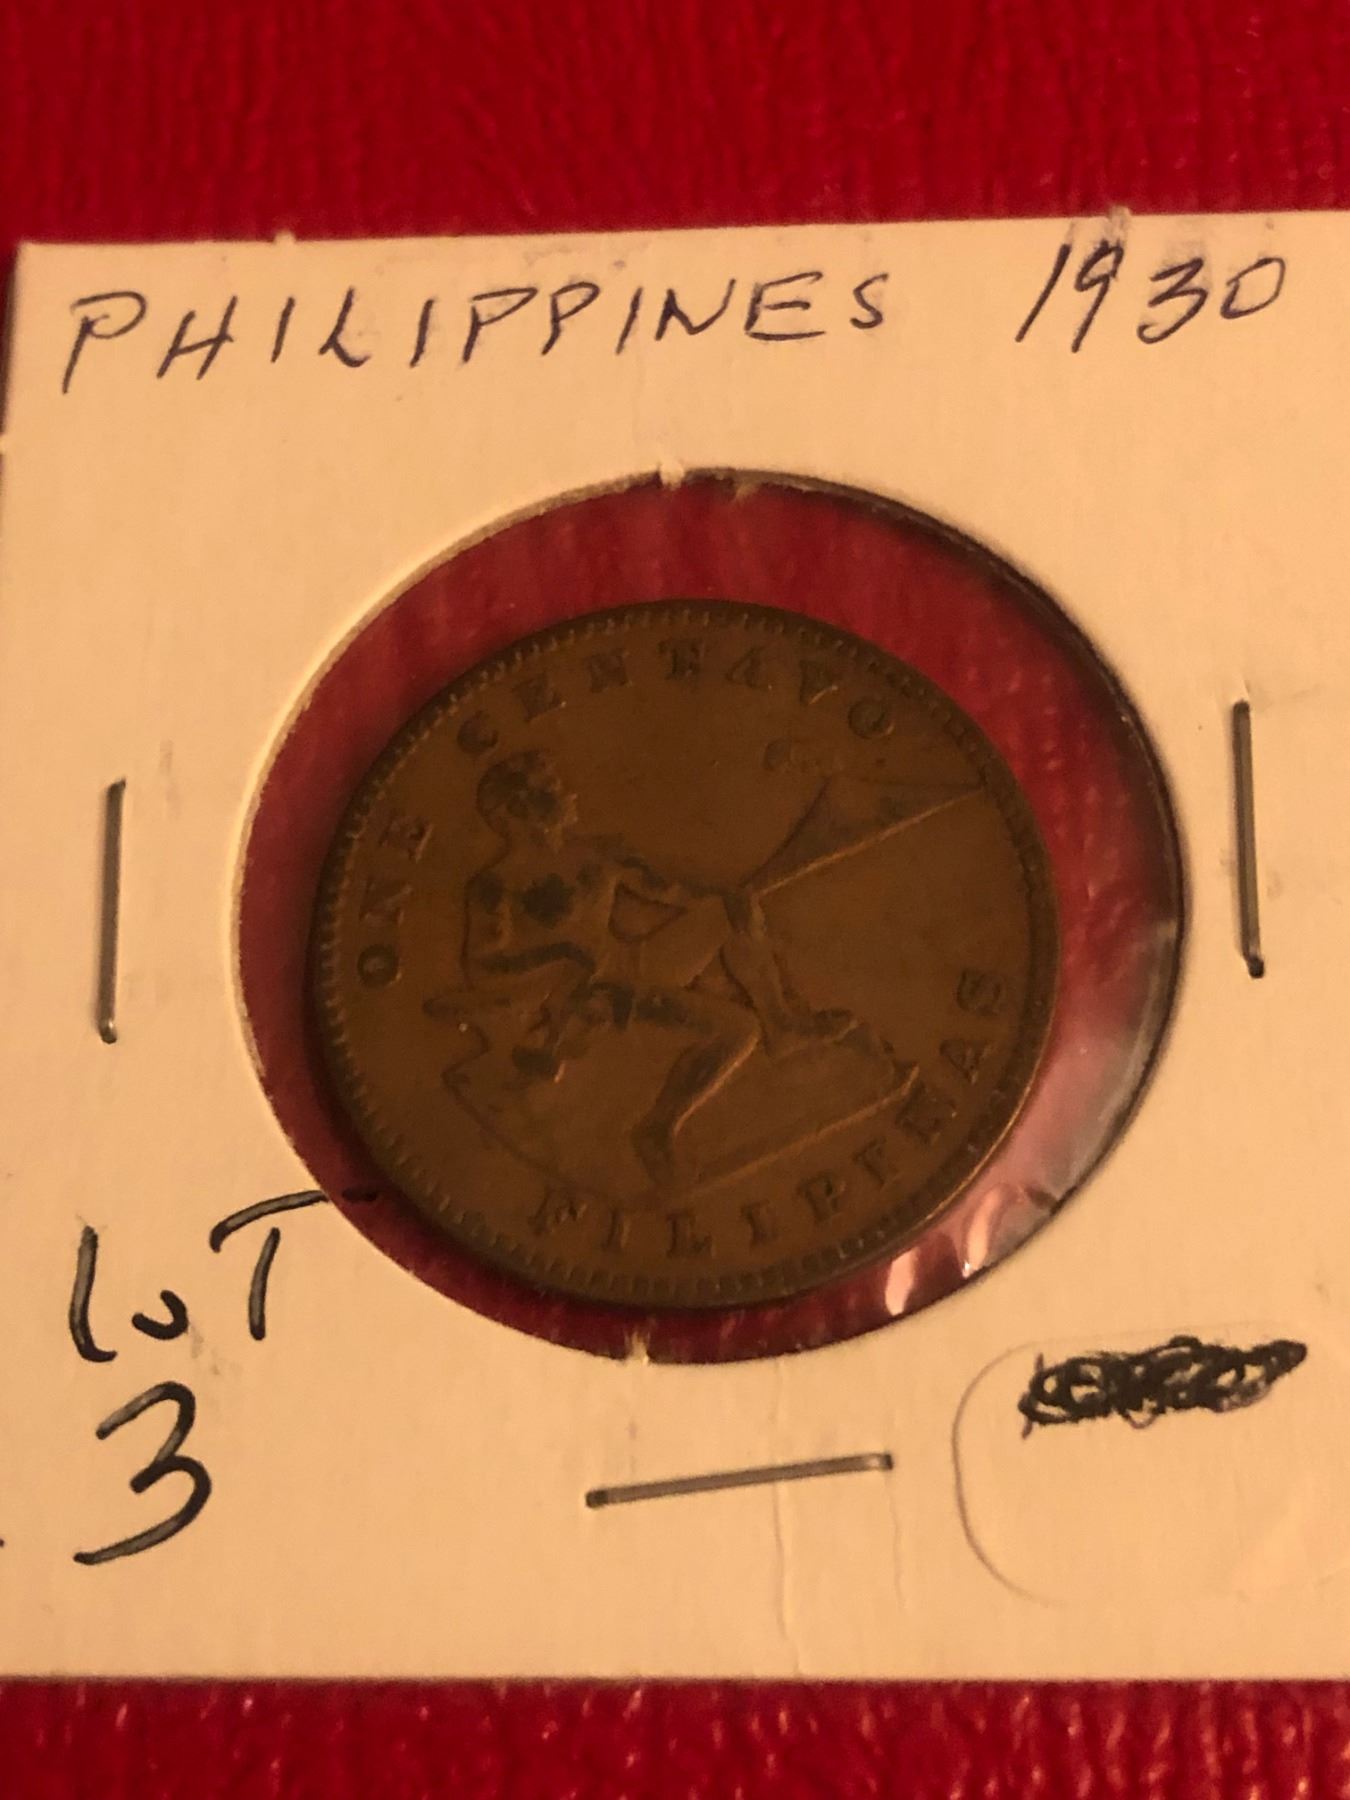 PHILIPPINES 1930
ONE CENTAVO
FILIPINAS
LOT
3